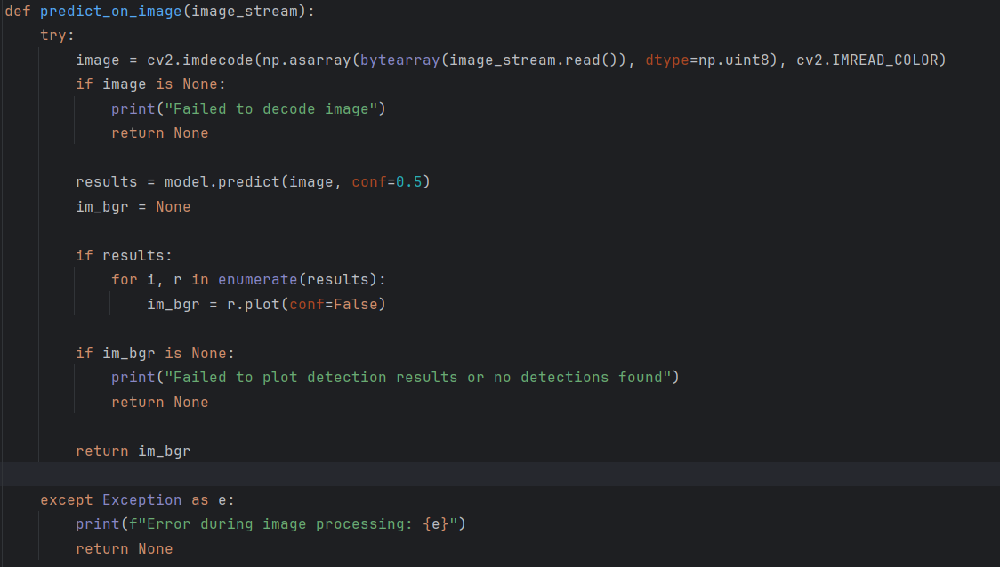 def predict_on_image(image_stream):
    try:
        image = cv2.imdecode(np.asarray(bytearray(image_stream.read()), dtype=np.uint8), cv2.IMREAD_COLOR)
        if image is None:
            print("Failed to decode image")
            return None

        results = model.predict(image, conf=0.5)
        im_bgr = None

        if results:
            for i, r in enumerate(results):
                im_bgr = r.plot(conf=False)

        if im_bgr is None:
            print("Failed to plot detection results or no detections found")
            return None

        return im_bgr

    except Exception as e:
        print(f"Error during image processing: {e}")
        return None